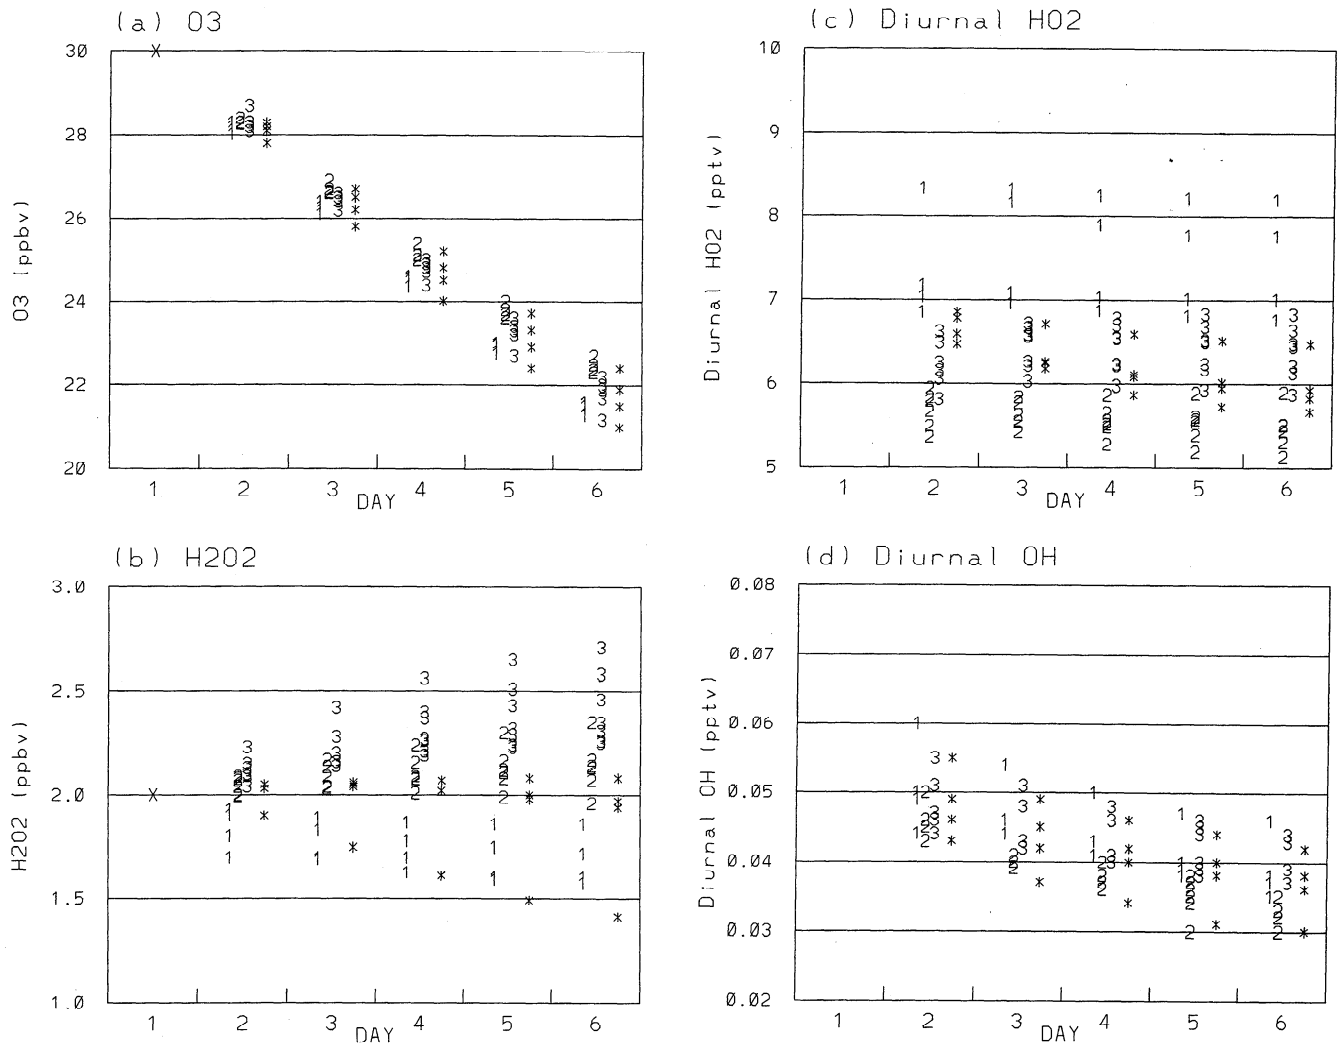 (a) O3
30
28
26
24
22
20
O3 (ppbv)
1 2 3 4 5 6
DAY
(c) Diurnal HO2
10
9
8
7
6
5
Diurnal HO2 (pptv)
1 2 3 4 5 6
DAY
(b) H2O2
3.0
2.5
2.0
1.5
1.0
H2O2 (ppbv)
1 2 3 4 5 6
DAY
(d) Diurnal OH
0.08
0.07
0.06
0.05
0.04
0.03
0.02
Diurnal OH (pptv)
1 2 3 4 5 6
DAY